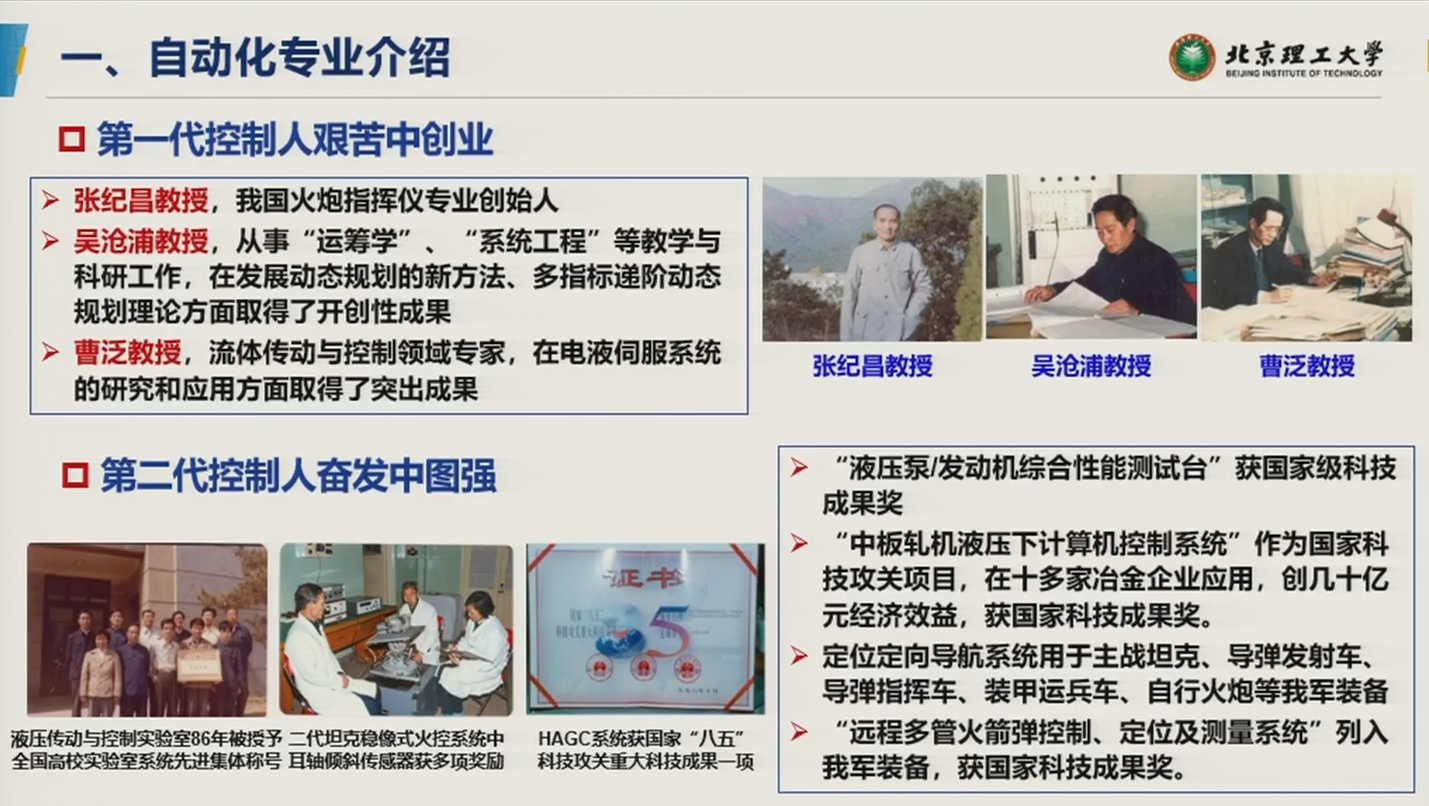 一、自动化专业介绍
北京理工大学
BEIJING INSTITUTE OF TECHNOLOGY
第一代控制人艰苦中创业
张纪昌教授，我国火炮指挥仪专业创始人
吴沧浦教授，从事“运筹学”、“系统工程”等教学与
科研工作，在发展动态规划的新方法、多指标递阶动态
规划理论方面取得了开创性成果
曹泛教授，流体传动与控制领域专家，在电液伺服系统
的研究和应用方面取得了突出成果
张纪昌教授
吴沧浦教授
曹泛教授
第二代控制人奋发中图强
证书
国家“八五”
85
液压传动与控制实验室86年被授予
全国高校实验室系统先进集体称号
二代坦克稳像式火控系统中
耳轴倾斜传感器获多项奖励
HAGC系统获国家“八五”
科技攻关重大科技成果一项
“液压泵/发动机综合性能测试台”获国家级科技
成果奖
“中板轧机液压下计算机控制系统”作为国家科
技攻关项目，在十多家冶金企业应用，创几十亿
元经济效益，获国家科技成果奖。
定位定向导航系统用于主战坦克、导弹发射车、
导弹指挥车、装甲运兵车、自行火炮等我军装备
“远程多管火箭弹控制、定位及测量系统”列入
我军装备，获国家科技成果奖。